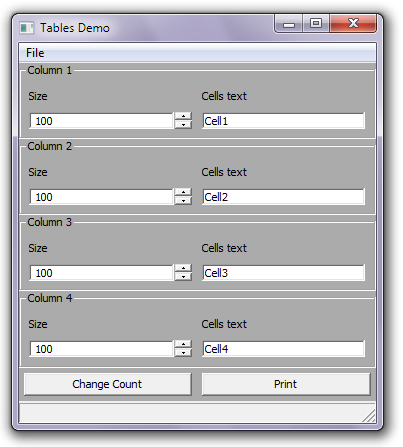 Tables Demo
File
Column 1
Size Cells text
100 Cell1
Column 2
Size Cells text
100 Cell2
Column 3
Size Cells text
100 Cell3
Column 4
Size Cells text
100 Cell4
Change Count Print